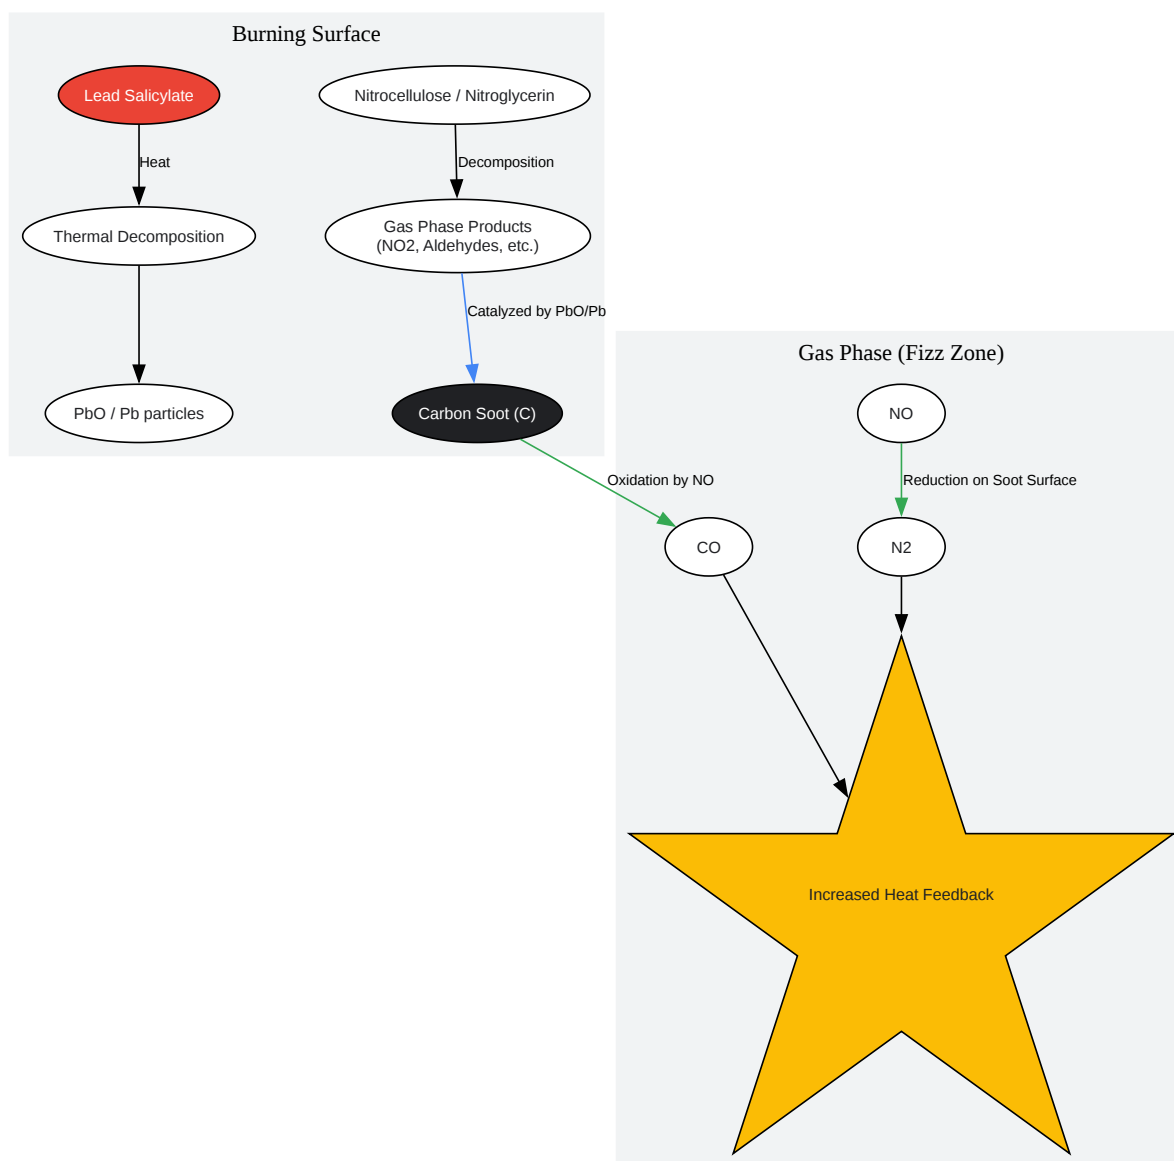 Burning Surface
Lead Salicylate
Nitrocellulose / Nitroglycerin
Heat
Decomposition
Thermal Decomposition
Gas Phase Products
(NO2, Aldehydes, etc.)
Catalyzed by PbO/Pb
PbO / Pb particles
Carbon Soot (C)
Gas Phase (Fizz Zone)
NO
Oxidation by NO
Reduction on Soot Surface
CO
N2
Increased Heat Feedback